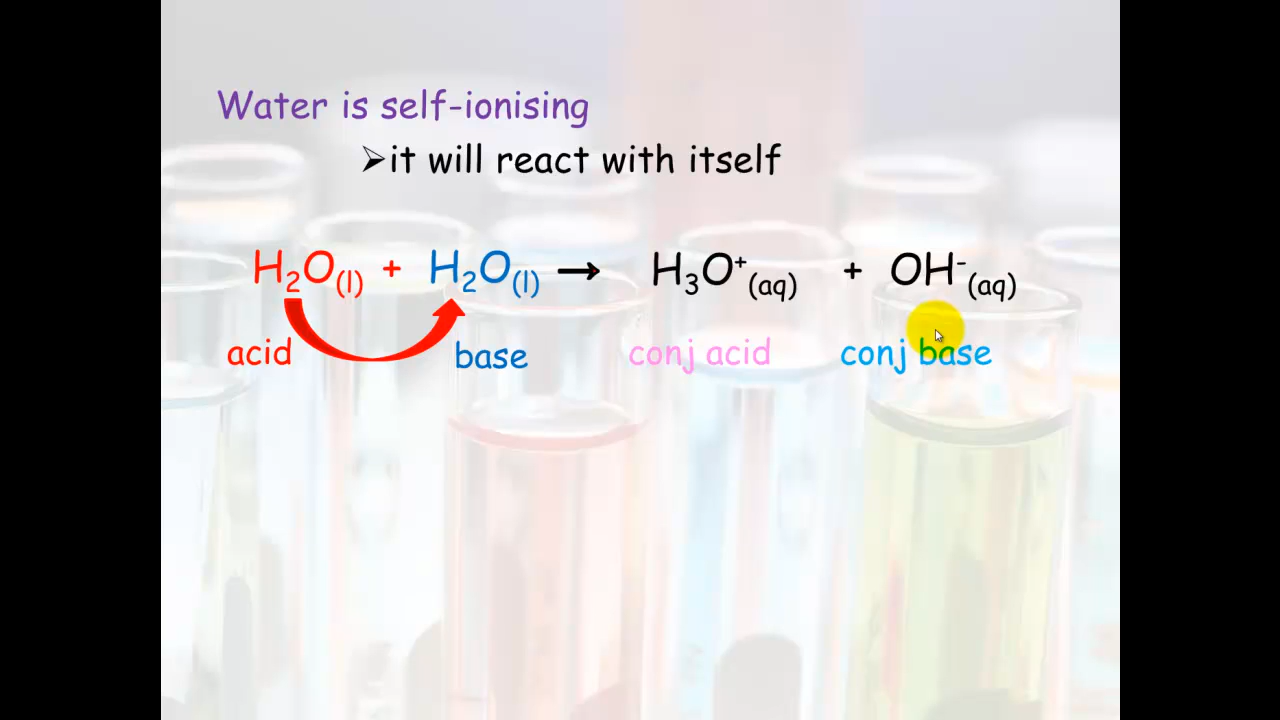 Water is self-ionising
➢it will react with itself
H₂O(l) + H₂O(l) → H₃O⁺(aq) + OH⁻(aq)
acid base conj acid conj base